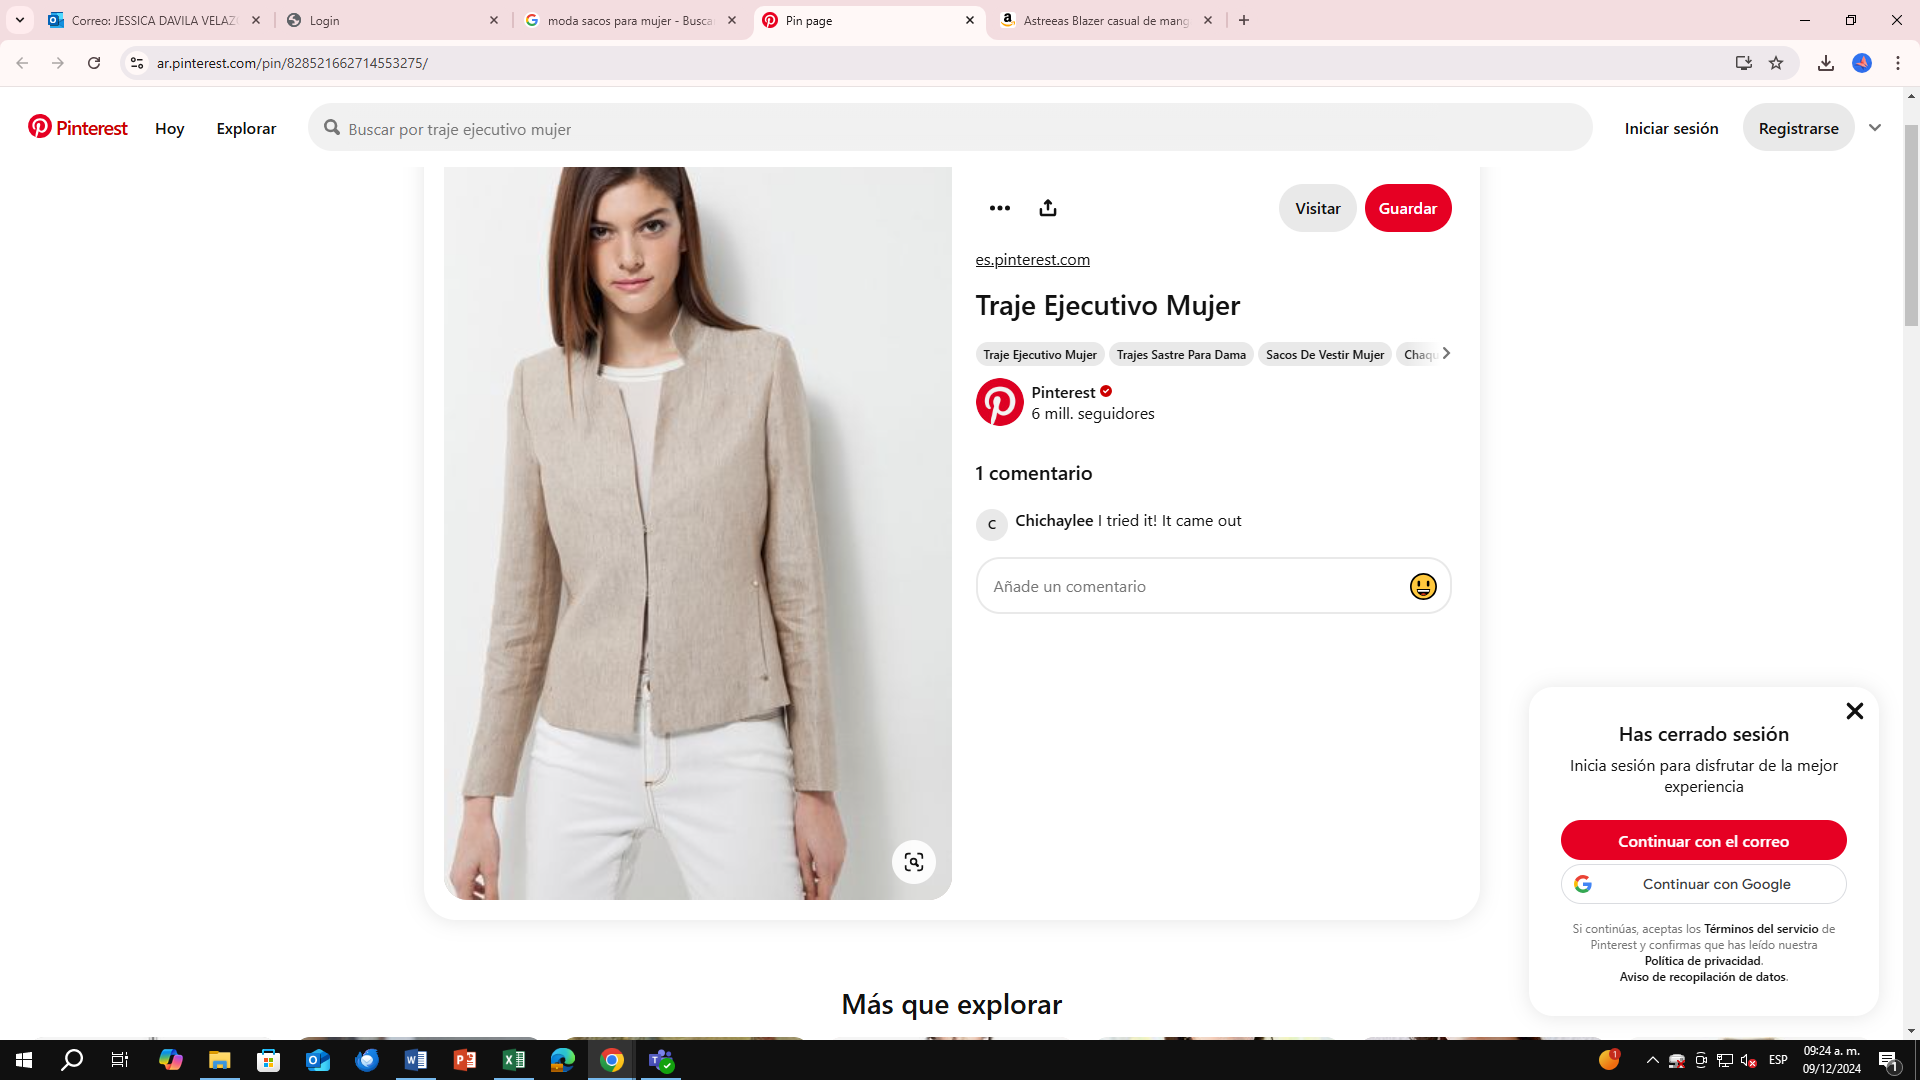 Correo: JESSICA DAVILA VELAZ
Login
moda sacos para mujer - Busca
Pin page
Astreeas Blazer casual de mang
ar.pinterest.com/pin/828521662714553275/
Pinterest
Hoy
Explorar
Buscar por traje ejecutivo mujer
Iniciar sesión
Registrarse
Visitar
Guardar
es.pinterest.com
Traje Ejecutivo Mujer
Traje Ejecutivo Mujer
Trajes Sastre Para Dama
Sacos De Vestir Mujer
Chaqu
Pinterest
6 mill. seguidores
1 comentario
C
Chichaylee I tried it! It came out
Añade un comentario
Has cerrado sesión
Inicia sesión para disfrutar de la mejor
experiencia
Continuar con el correo
Continuar con Google
Si continúas, aceptas los Términos del servicio de
Pinterest y confirmas que has leído nuestra
Política de privacidad.
Aviso de recopilación de datos.
Más que explorar
1
ESP
09:24 a. m.
09/12/2024
1